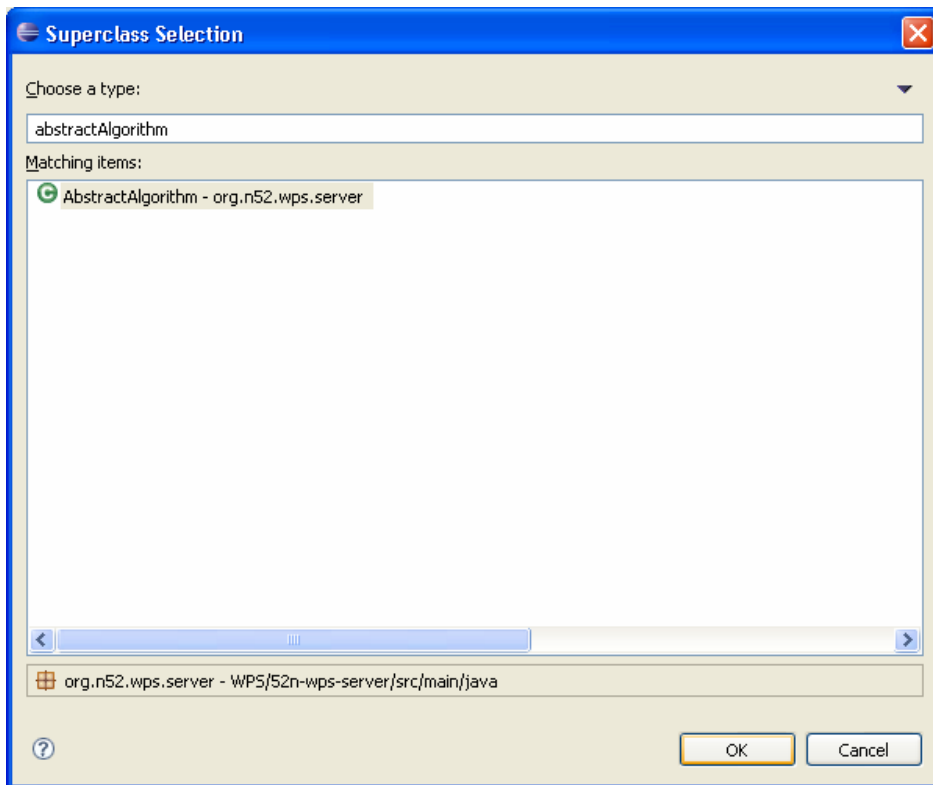 Superclass Selection
Choose a type:
abstractAlgorithm
Matching items:
AbstractAlgorithm - org.n52.wps.server
org.n52.wps.server - WPS/52n-wps-server/src/main/java
OK Cancel